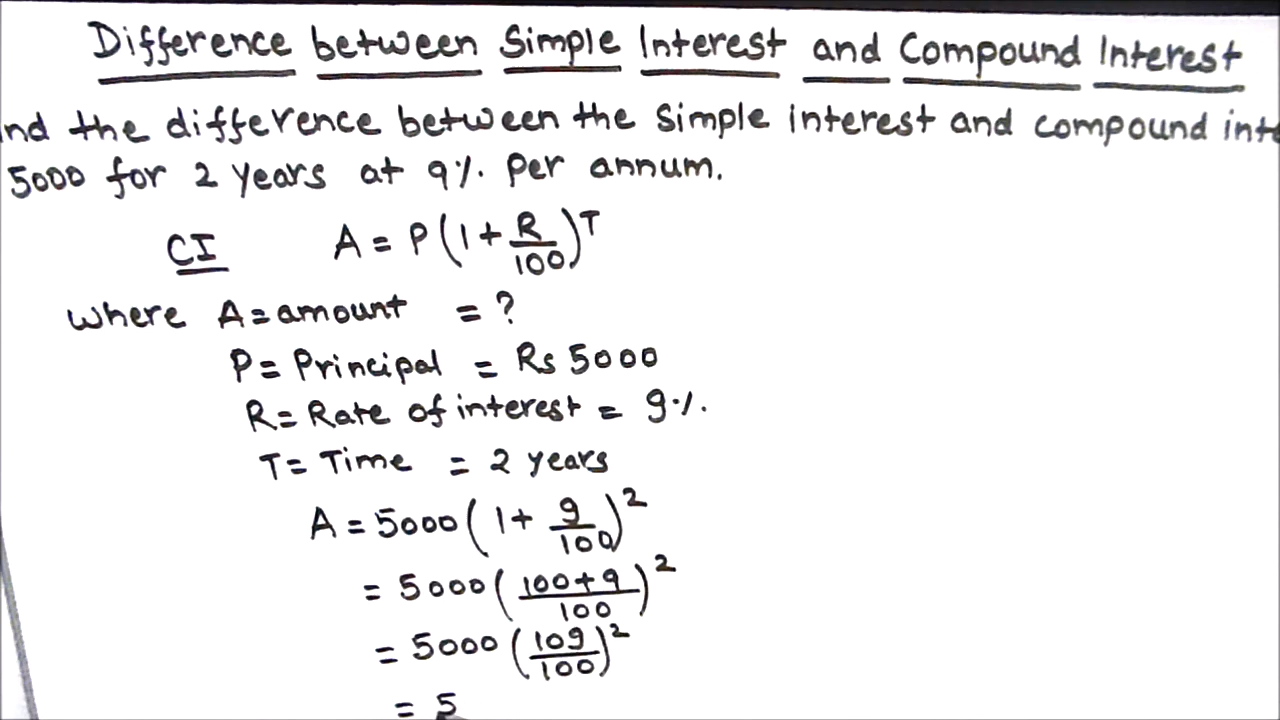 Difference between Simple Interest and Compound Interest
nd the difference between the simple interest and compound inte
5000 for 2 years at 9%. per annum.
CI A = P(1 + R/100)^T
where A = amount = ?
P = Principal = Rs 5000
R = Rate of interest = 9%.
T = Time = 2 years
A = 5000(1 + 9/100)^2
= 5000(100+9/100)^2
= 5000(109/100)^2
= 5